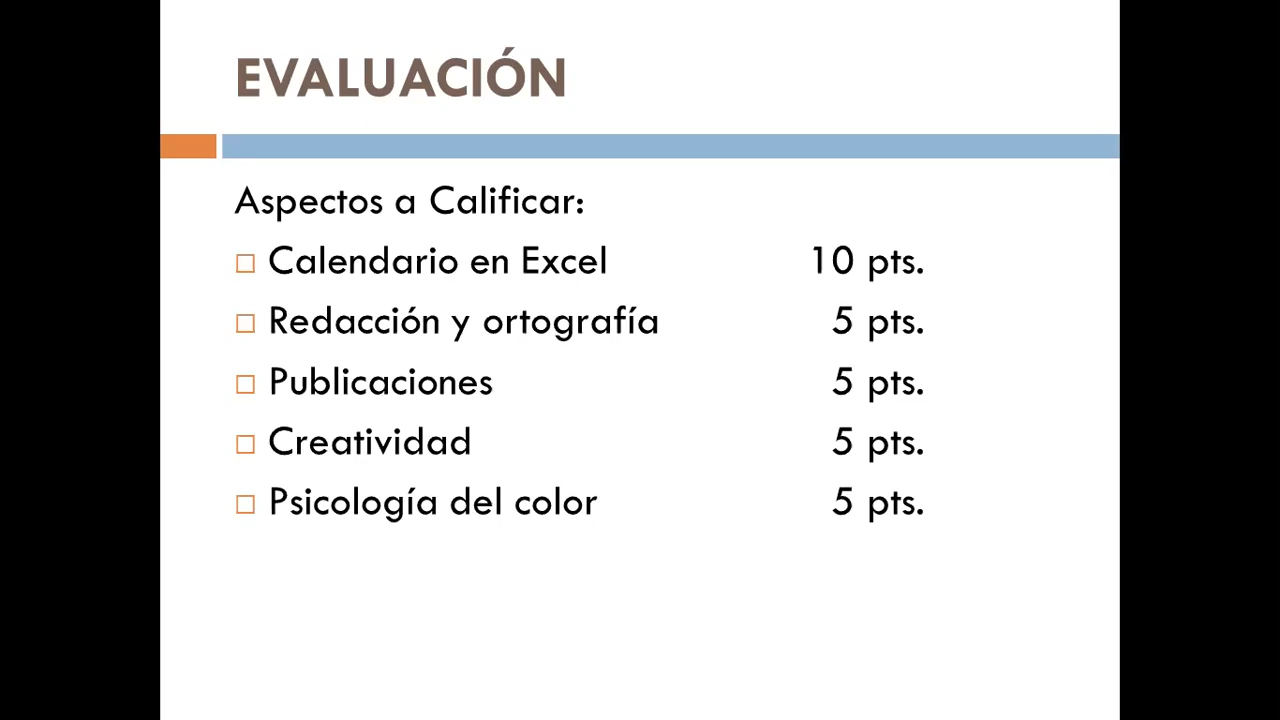 EVALUACIÓN
Aspectos a Calificar:
Calendario en Excel 10 pts.
Redacción y ortografía 5 pts.
Publicaciones 5 pts.
Creatividad 5 pts.
Psicología del color 5 pts.